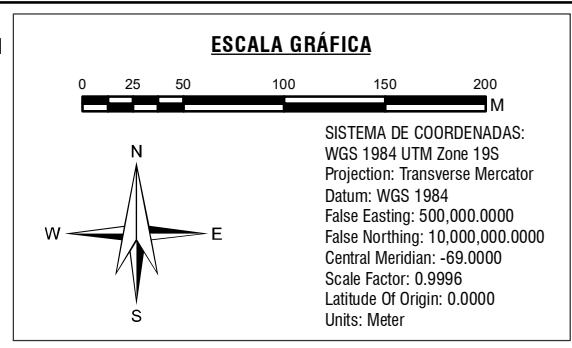 ESCALA GRÁFICA
0 25 50 100 150 200
M
SISTEMA DE COORDENADAS:
WGS 1984 UTM Zone 19S
Projection: Transverse Mercator
Datum: WGS 1984
False Easting: 500,000.0000
False Northing: 10,000,000.0000
Central Meridian: -69.0000
Scale Factor: 0.9996
Latitude Of Origin: 0.0000
Units: Meter
N
W E
S